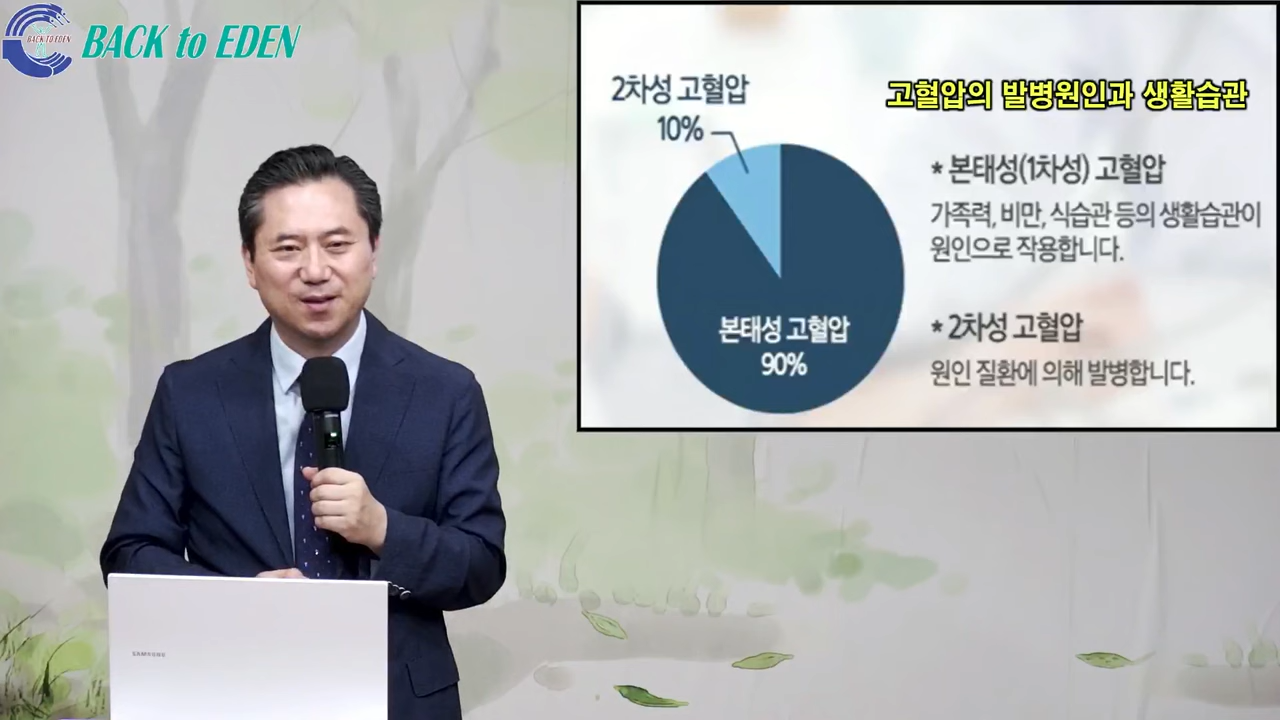 BACK TO EDEN
BACK to EDEN
2차성 고혈압
10%
고혈압의 발병원인과 생활습관
* 본태성(1차성) 고혈압
가족력, 비만, 식습관 등의 생활습관이
원인으로 작용합니다.
본태성 고혈압
90%
* 2차성 고혈압
원인 질환에 의해 발병합니다.
SAMSUNG